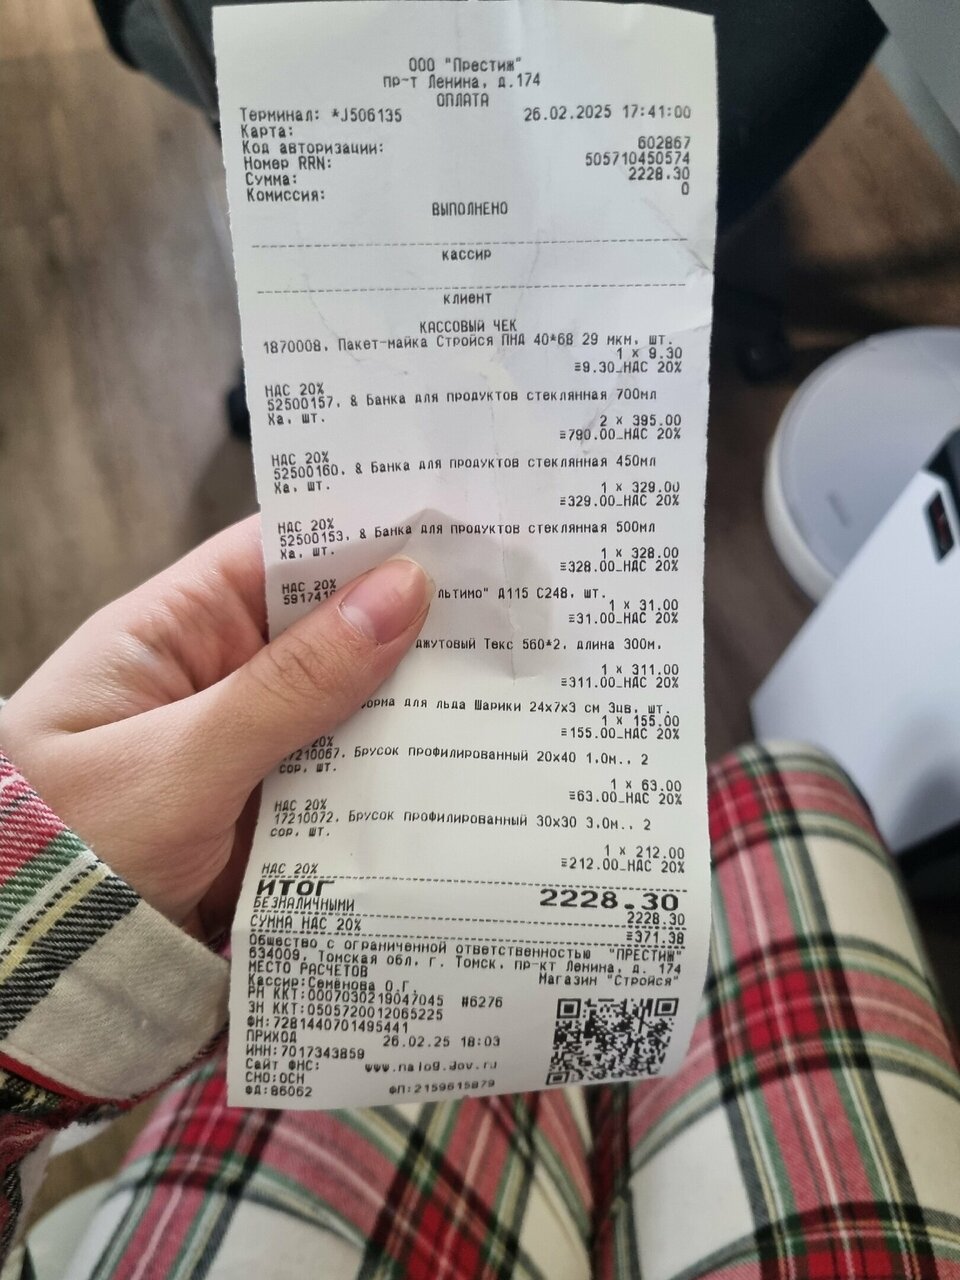 ООО "Престиж"
пр-т Ленина, д.174
ОПЛАТА
Терминал: *J506135 26.02.2025 17:41:00
Карта:
Код авторизации: 602867
Номер RRN: 505710450574
Сумма: 2228.30
Комиссия: 0
ВЫПОЛНЕНО
кассир
клиент
КАССОВЫЙ ЧЕК
1870008, Пакет-майка Стройся ПНД 40*68 29 мкм, шт.
1 x 9.30
=9.30_НДС 20%
НДС 20%
52500157, & Банка для продуктов стеклянная 700мл
Ха, шт.
2 x 395.00
=790.00_НДС 20%
НДС 20%
52500160, & Банка для продуктов стеклянная 450мл
Ха, шт.
1 x 329.00
=329.00_НДС 20%
НДС 20%
52500153, & Банка для продуктов стеклянная 500мл
Ха, шт.
1 x 328.00
=328.00_НДС 20%
НДС 20%
льтимо" Д115 С248, шт.
1 x 31.00
=31.00_НДС 20%
джутовый Текс 560*2, длина 300м,
1 x 311.00
=311.00_НДС 20%
орма для льда Шарики 24x7x3 см 3цв, шт.
1 x 155.00
=155.00_НДС 20%
20%
17210067, Брусок профилированный 20x40 1,0м., 2
сор, шт.
1 x 63.00
=63.00_НДС 20%
НДС 20%
17210072, Брусок профилированный 30x30 3,0м., 2
сор, шт.
1 x 212.00
=212.00_НДС 20%
НДС 20%
ИТОГ 2228.30
БЕЗНАЛИЧНЫМИ 2228.30
СУММА НДС 20% =371.38
Общество с ограниченной ответственностью "ПРЕСТИЖ"
634009, Томская обл, г. Томск, пр-кт Ленина, д. 174
МЕСТО РАСЧЕТОВ Магазин "Стройся"
Кассир:Семёнова О.Г.
РН ККТ:0007030219047045 #6276
ЗН ККТ:0505720012065225
ФН:7281440701495441
ПРИХОД 26.02.25 18:03
ИНН:7017343859
Сайт ФНС: www.nalog.gov.ru
СНО:ОСН
ФД:86062 ФП:2159615879